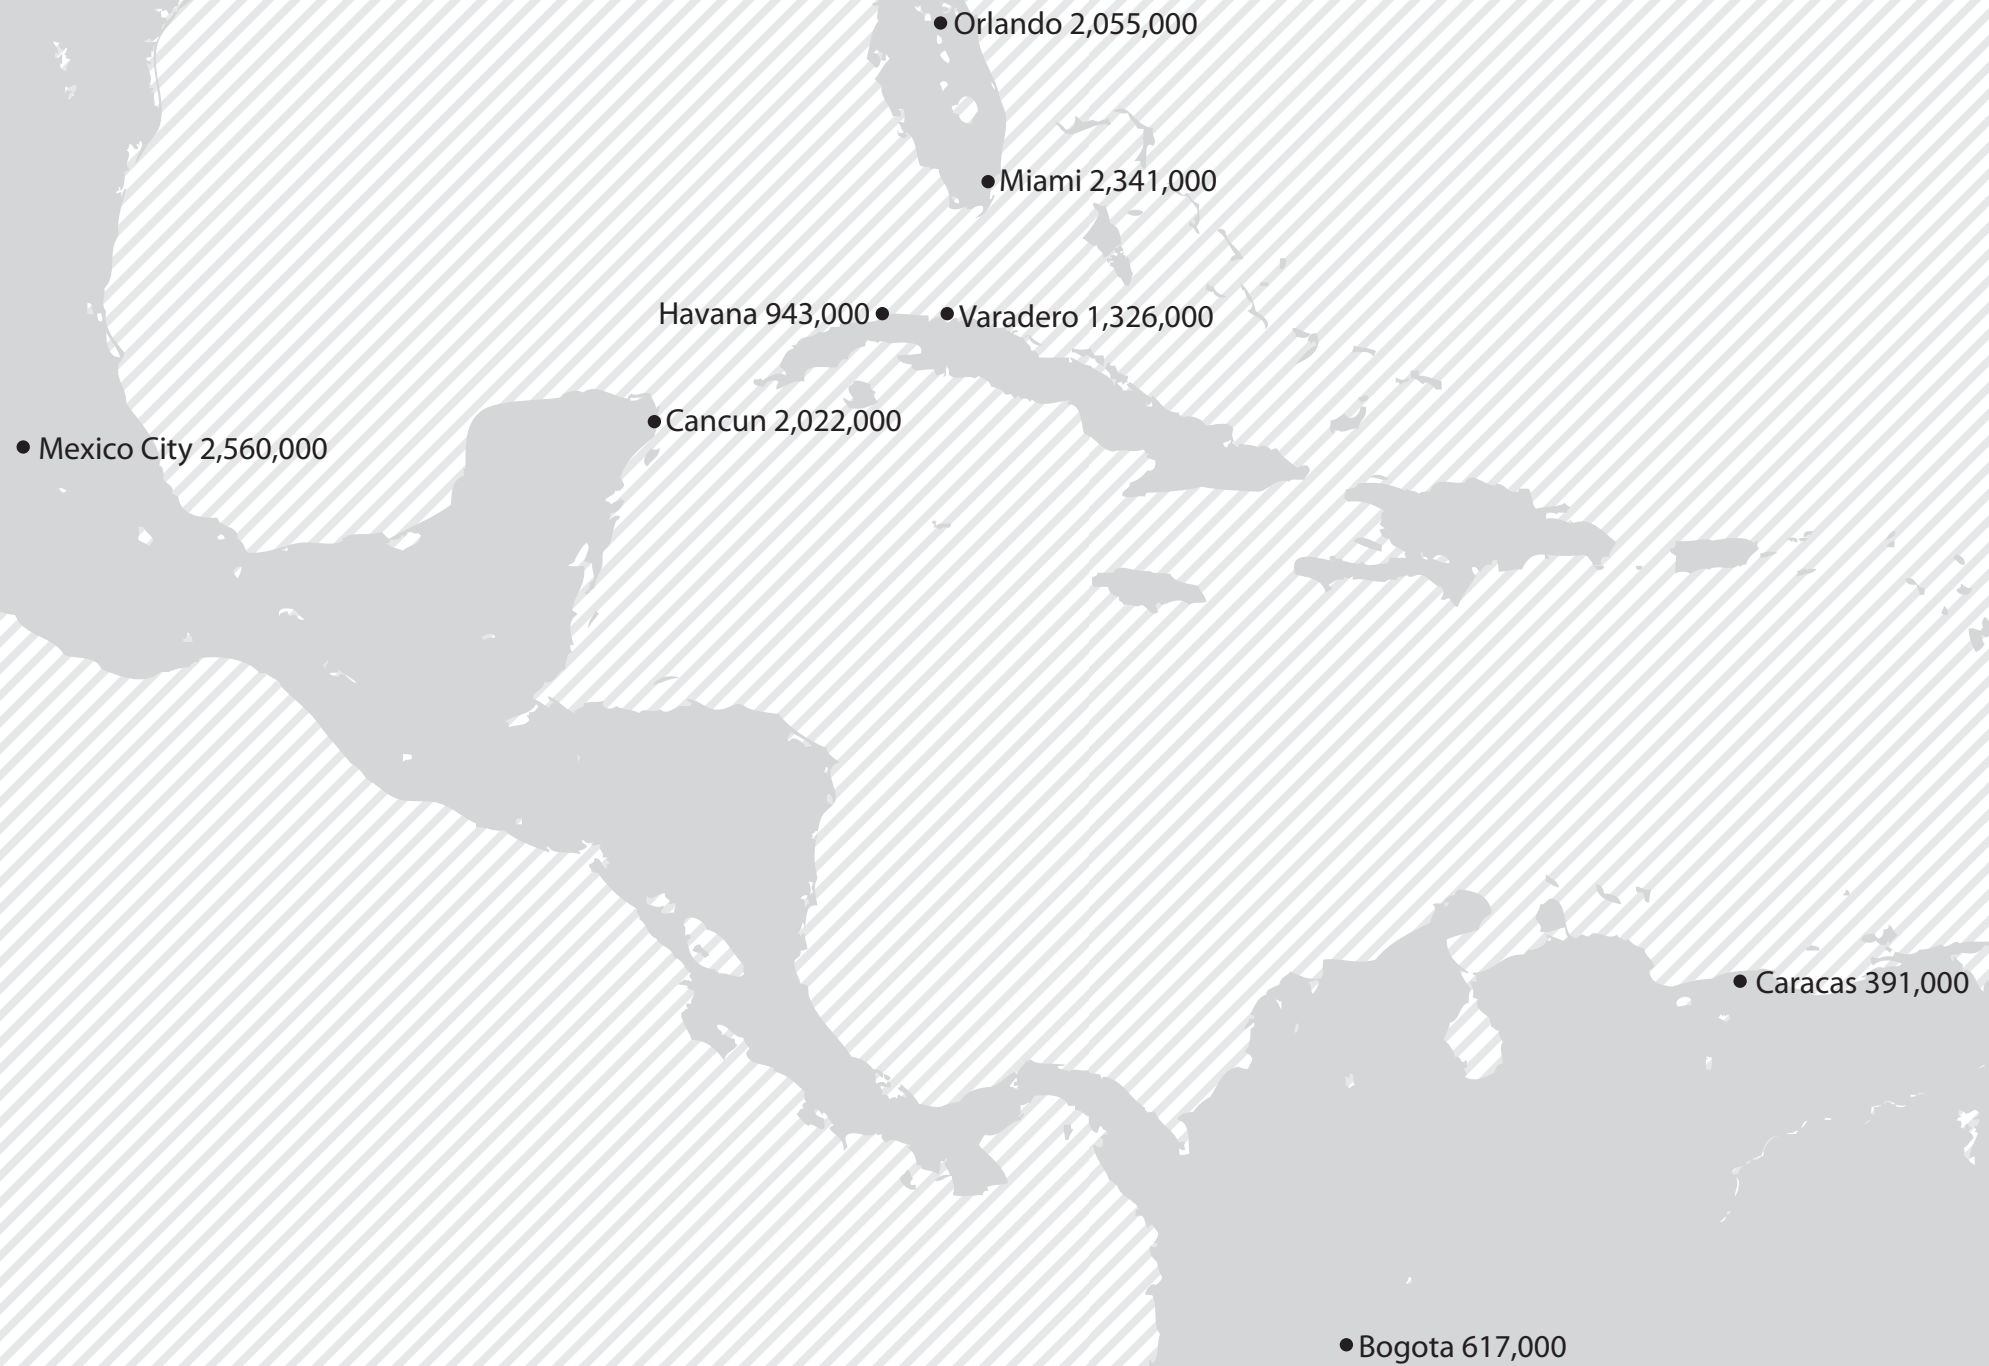 Orlando 2,055,000
Miami 2,341,000
Havana 943,000
Varadero 1,326,000
Cancun 2,022,000
Mexico City 2,560,000
Caracas 391,000
Bogota 617,000